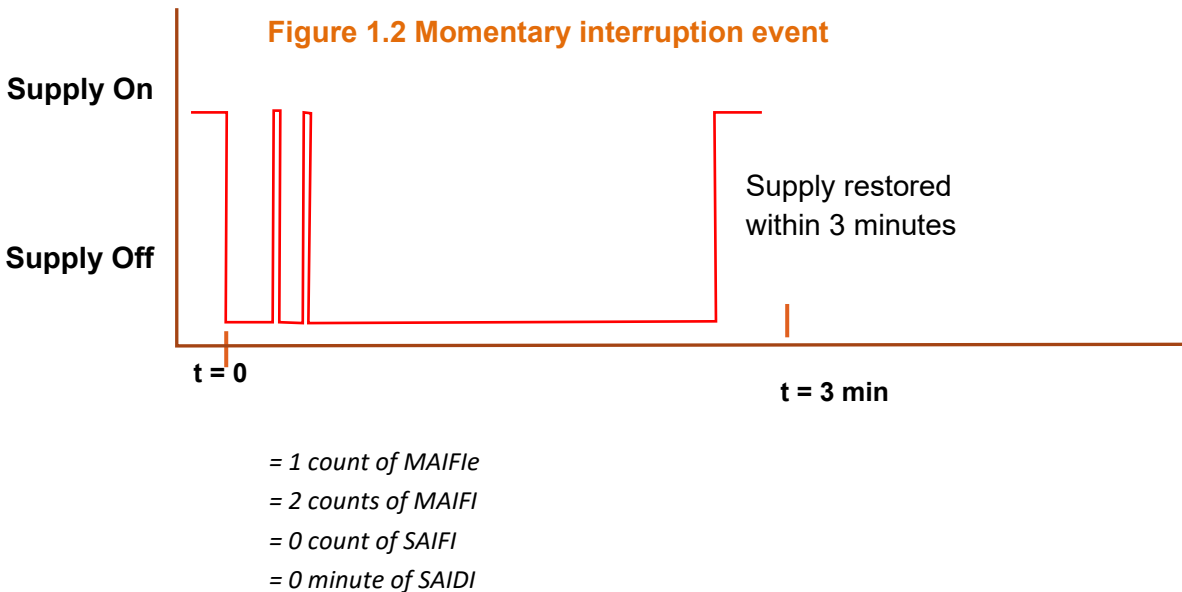 Figure 1.2 Momentary interruption event
Supply On
Supply restored
within 3 minutes
Supply Off
t = 0
t = 3 min
= 1 count of MAIFIe
= 2 counts of MAIFI
= 0 count of SAIFI
= 0 minute of SAIDI